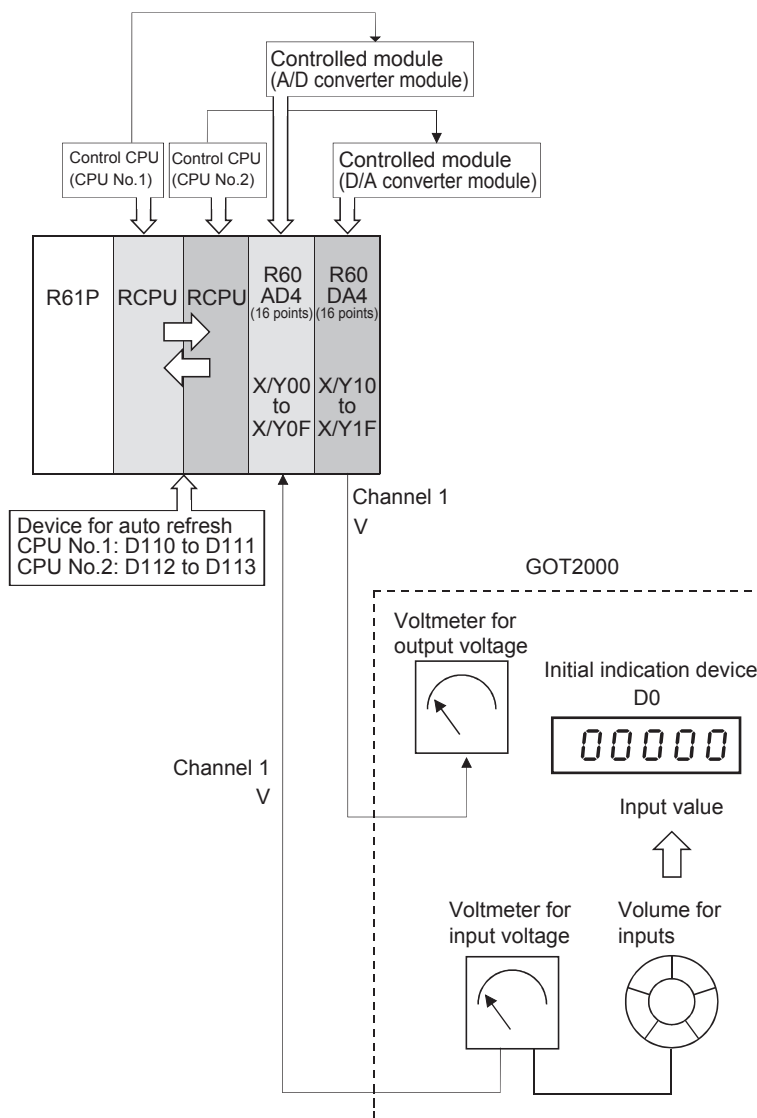 Controlled module
(A/D converter module)
Control CPU
(CPU No.1)
Control CPU
(CPU No.2)
Controlled module
(D/A converter module)
R61P
RCPU
RCPU
R60
AD4
(16 points)
R60
DA4
(16 points)
X/Y00
to
X/Y0F
X/Y10
to
X/Y1F
Device for auto refresh
CPU No.1: D110 to D111
CPU No.2: D112 to D113
Channel 1
V
GOT2000
Voltmeter for
output voltage
Initial indication device
D0
00000
Input value
Channel 1
V
Voltmeter for
input voltage
Volume for
inputs